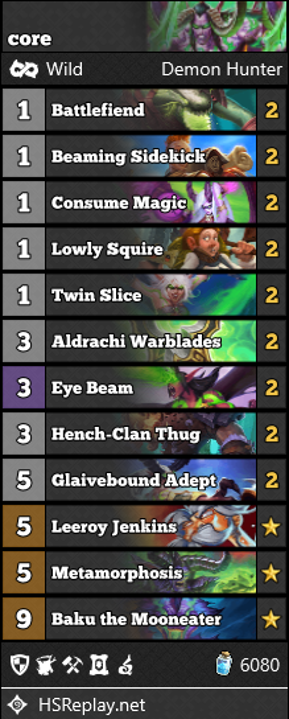 core
Wild Demon Hunter
1 Battlefiend 2
1 Beaming Sidekick 2
1 Consume Magic 2
1 Lowly Squire 2
1 Twin Slice 2
3 Aldrachi Warblades 2
3 Eye Beam 2
3 Hench-Clan Thug 2
5 Glaivebound Adept 2
5 Leeroy Jenkins ★
5 Metamorphosis ★
9 Baku the Mooneater ★
6080
HSReplay.net